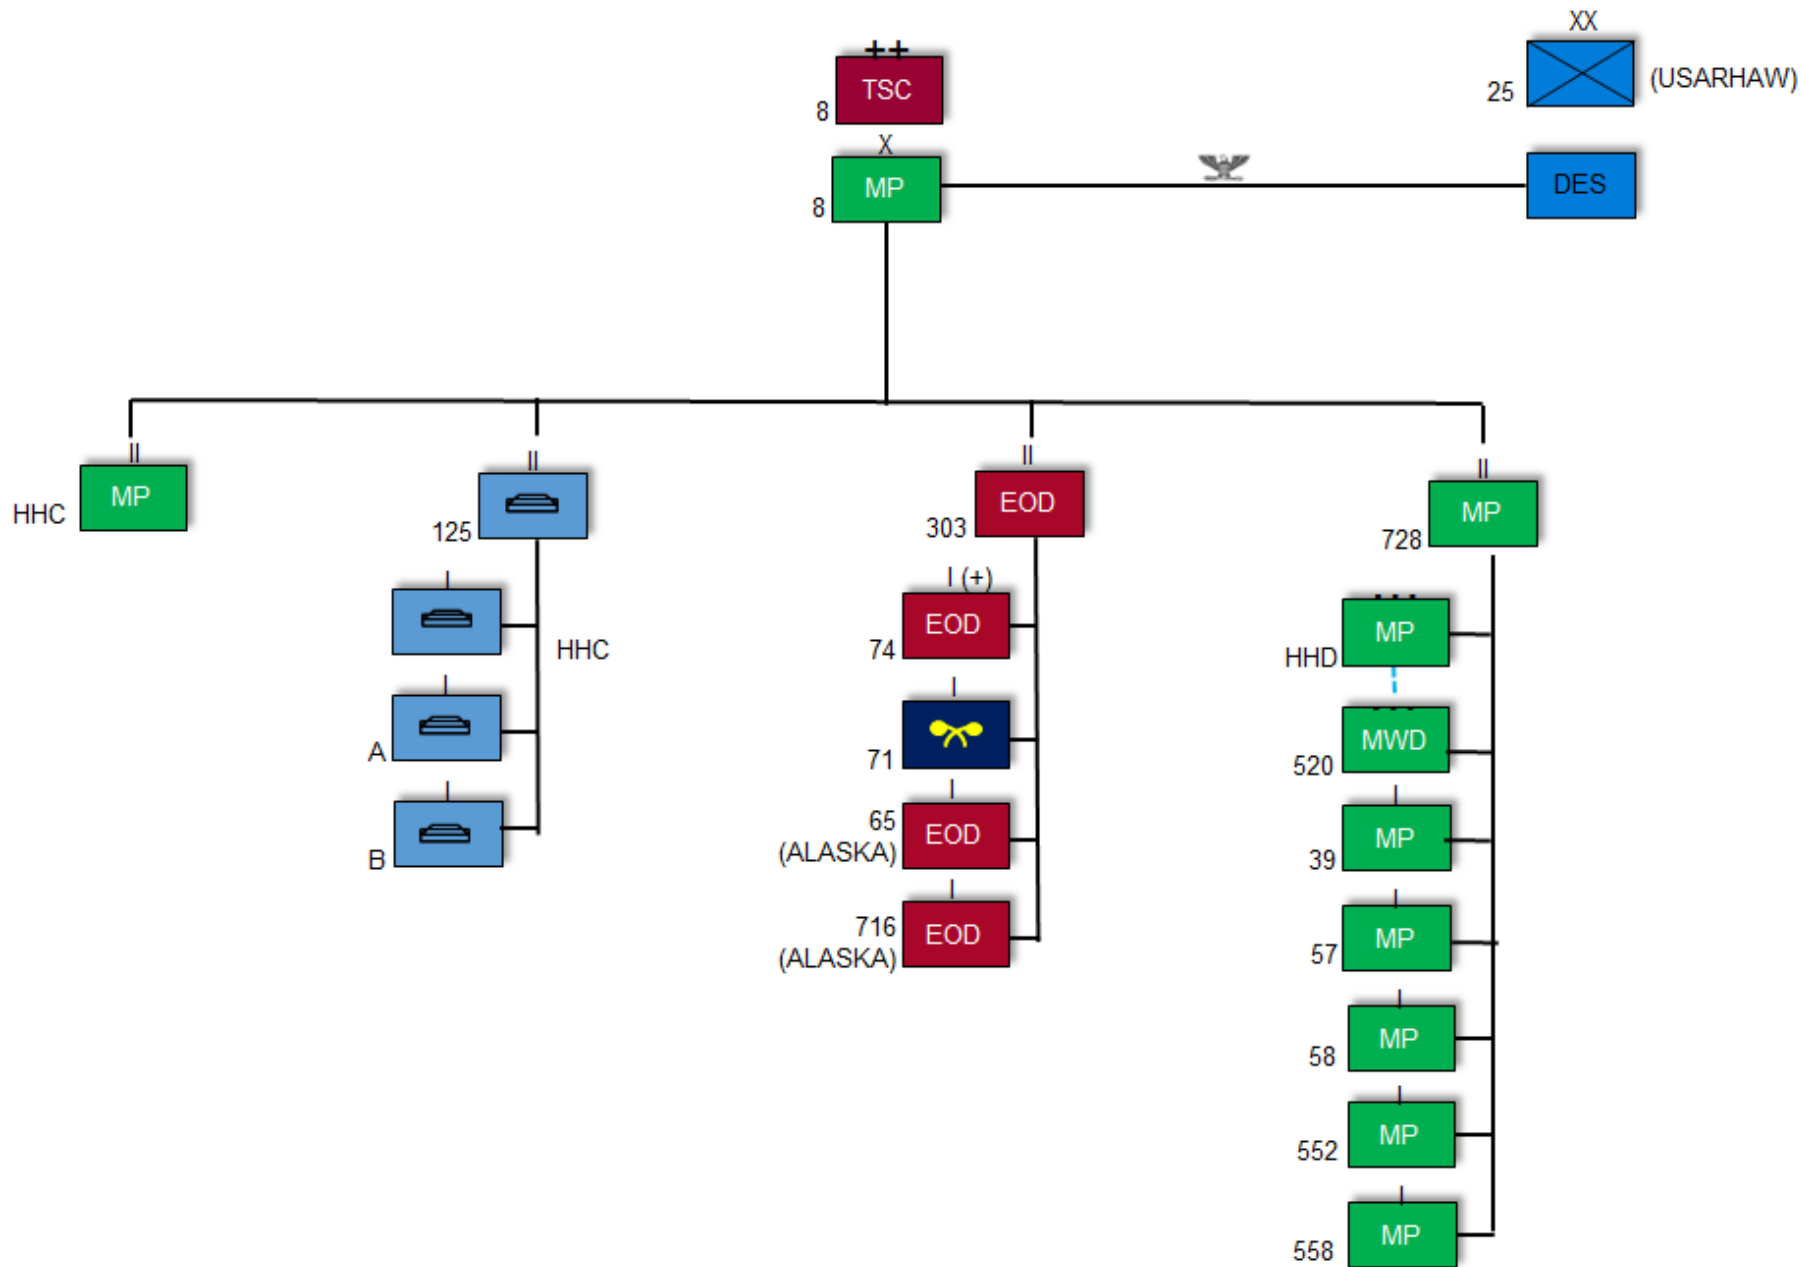 XX
++
TSC
8
25
(USARHAW)
X
MP
8
DES
II
MP
HHC
II
125
II
EOD
303
II
MP
728
I
HHC
I
A
I
B
I (+)
EOD
74
I
71
I
65
(ALASKA)
EOD
I
716
(ALASKA)
EOD
...
MP
HHD
...
MWD
520
I
MP
39
I
MP
57
I
MP
58
I
MP
552
I
MP
558